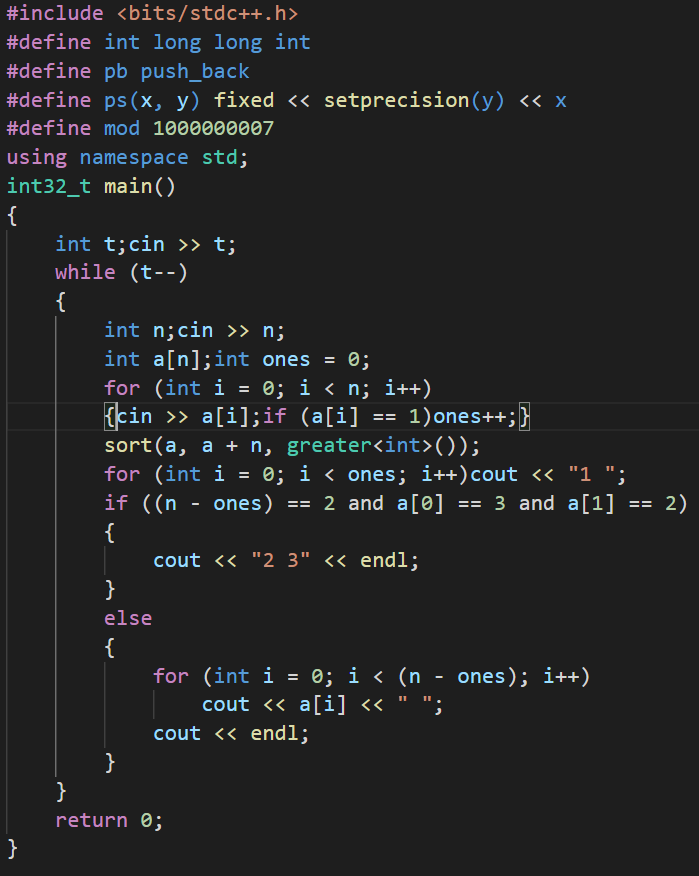 #include <bits/stdc++.h>
#define int long long int
#define pb push_back
#define ps(x, y) fixed << setprecision(y) << x
#define mod 1000000007
using namespace std;
int32_t main()
{
    int t;cin >> t;
    while (t--)
    {
        int n;cin >> n;
        int a[n];int ones = 0;
        for (int i = 0; i < n; i++)
        {cin >> a[i];if (a[i] == 1)ones++;}
        sort(a, a + n, greater<int>());
        for (int i = 0; i < ones; i++)cout << "1 ";
        if ((n - ones) == 2 and a[0] == 3 and a[1] == 2)
        {
            cout << "2 3" << endl;
        }
        else
        {
            for (int i = 0; i < (n - ones); i++)
                cout << a[i] << " ";
            cout << endl;
        }
    }
    return 0;
}